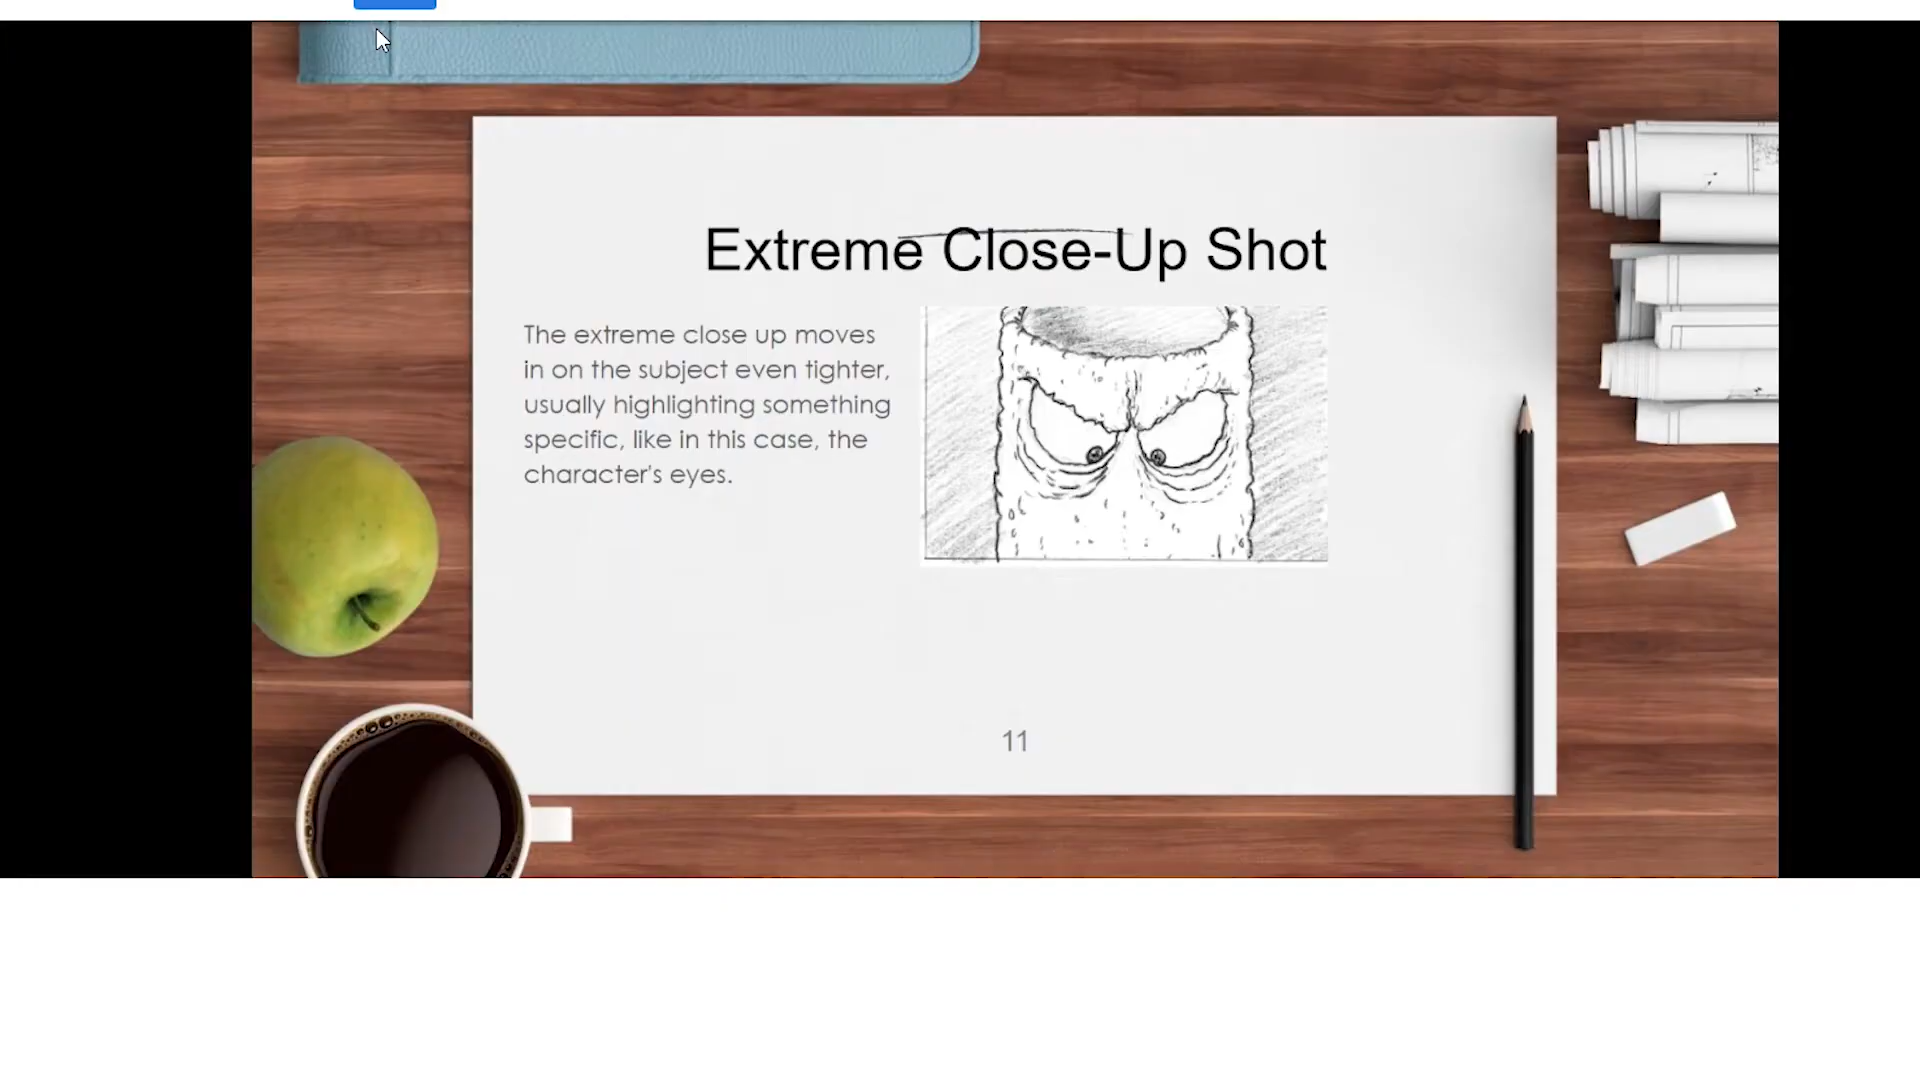 Extreme Close-Up Shot
The extreme close up moves
in on the subject even tighter,
usually highlighting something
specific, like in this case, the
character's eyes.
11